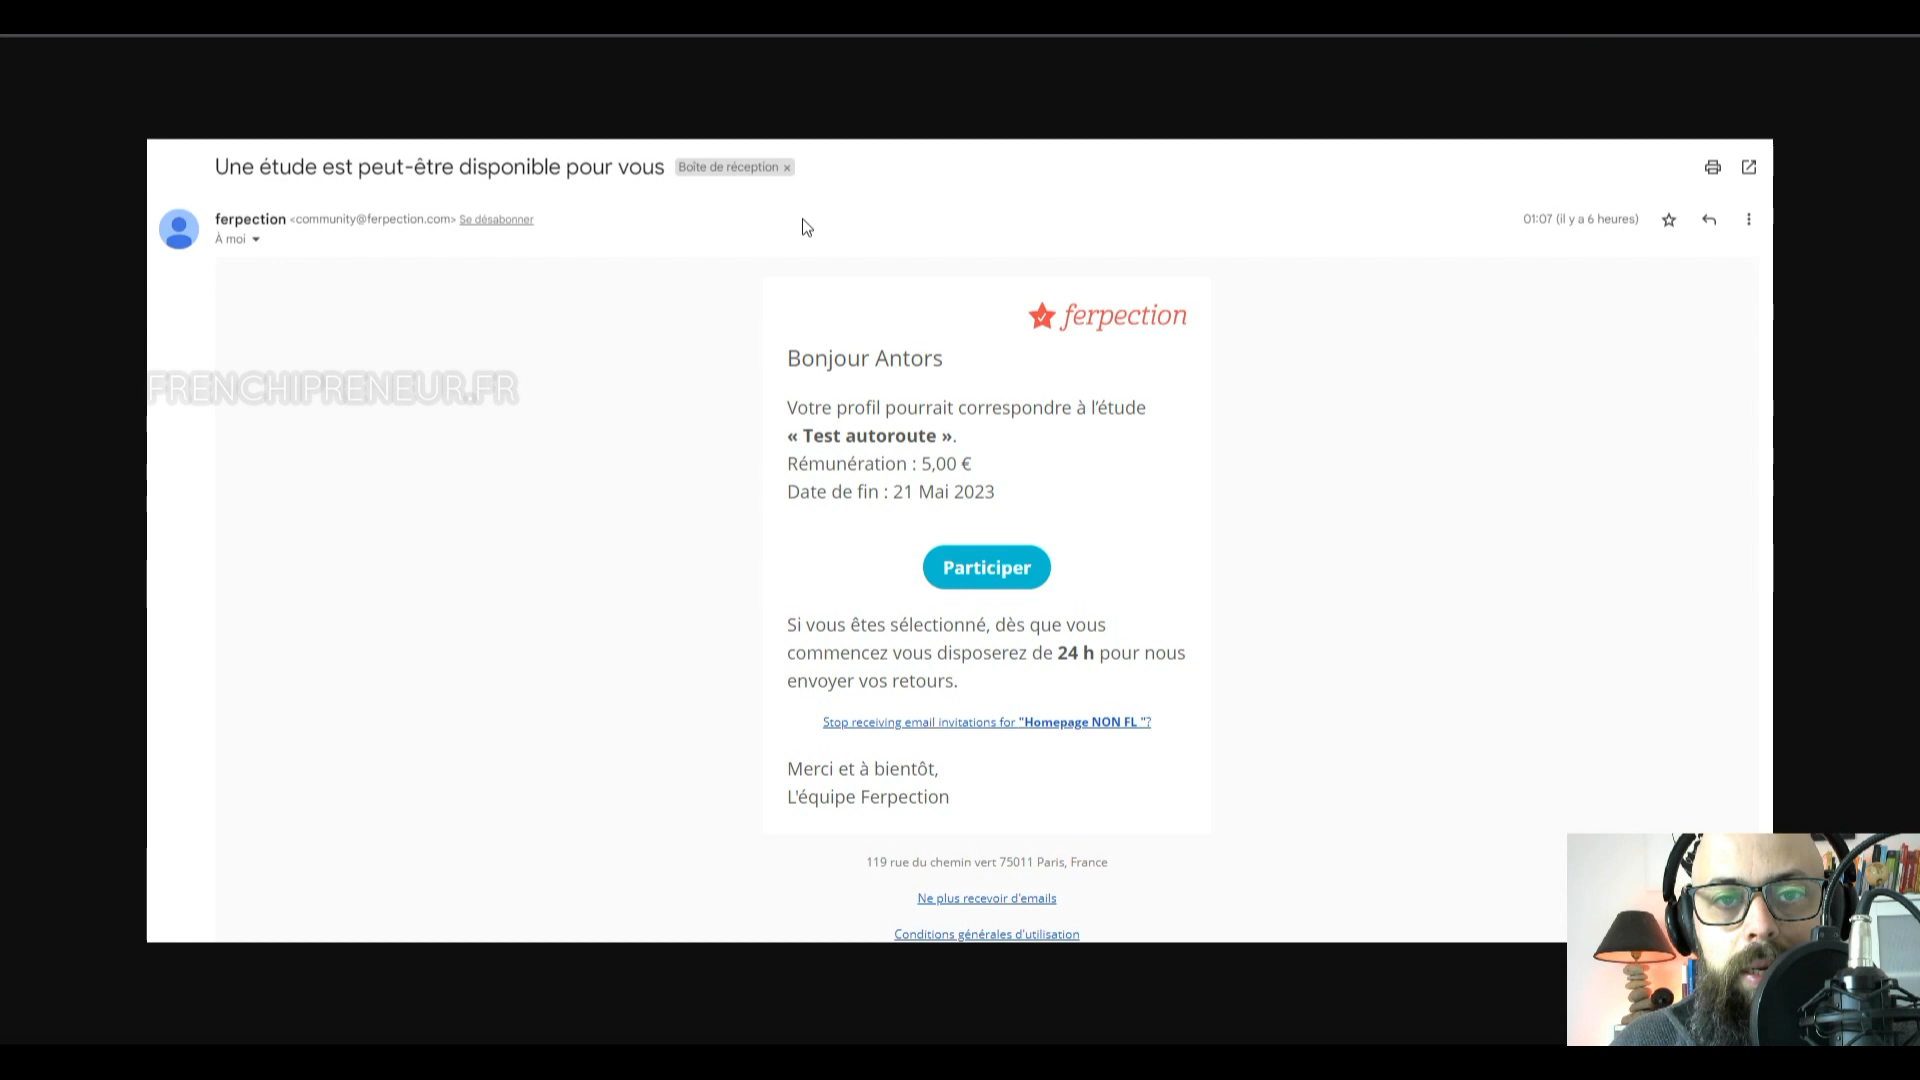 Une étude est peut-être disponible pour vous Boîte de réception ×
ferpection <community@ferpection.com> Se désabonner 01:07 (il y a 6 heures)
À moi
ferpection
Bonjour Antors
FRENCHIPRENEUR.FR
Votre profil pourrait correspondre à l'étude
« Test autoroute ».
Rémunération : 5,00 €
Date de fin : 21 Mai 2023
Participer
Si vous êtes sélectionné, dès que vous
commencez vous disposerez de 24 h pour nous
envoyer vos retours.
Stop receiving email invitations for "Homepage NON FL "?
Merci et à bientôt,
L'équipe Ferpection
119 rue du chemin vert 75011 Paris, France
Ne plus recevoir d'emails
Conditions générales d'utilisation